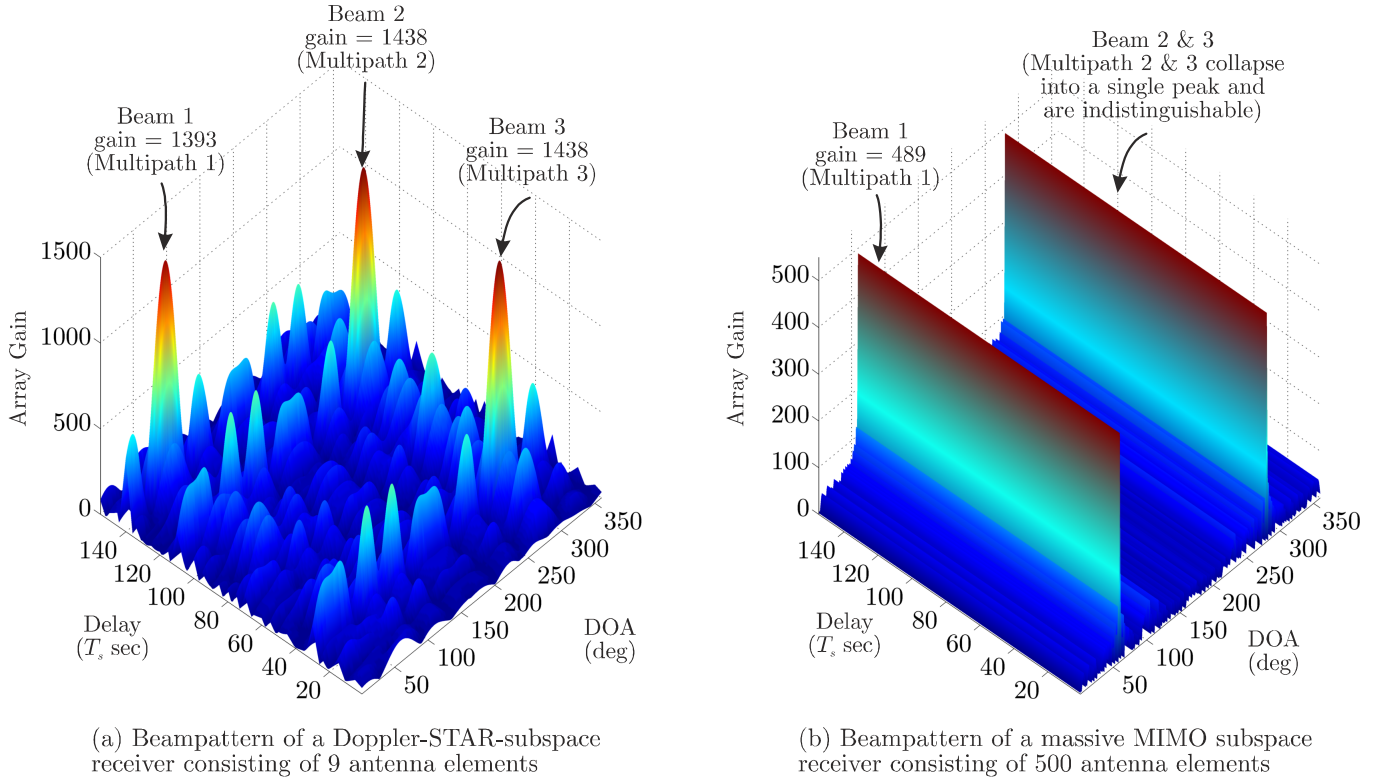 Beam 1
gain = 1393
(Multipath 1)
Beam 2
gain = 1438
(Multipath 2)
Beam 3
gain = 1438
(Multipath 3)
Array Gain
1500
1000
500
0
140
120
100
80
60
40
20
Delay
(Ts sec)
50
100
150
200
250
300
350
DOA
(deg)
(a) Beampattern of a Doppler-STAR-subspace
receiver consisting of 9 antenna elements
Beam 1
gain = 489
(Multipath 1)
Beam 2 & 3
(Multipath 2 & 3 collapse
into a single peak and
are indistinguishable)
Array Gain
500
400
300
200
100
0
140
120
100
80
60
40
20
Delay
(Ts sec)
50
100
150
200
250
300
350
DOA
(deg)
(b) Beampattern of a massive MIMO subspace
receiver consisting of 500 antenna elements